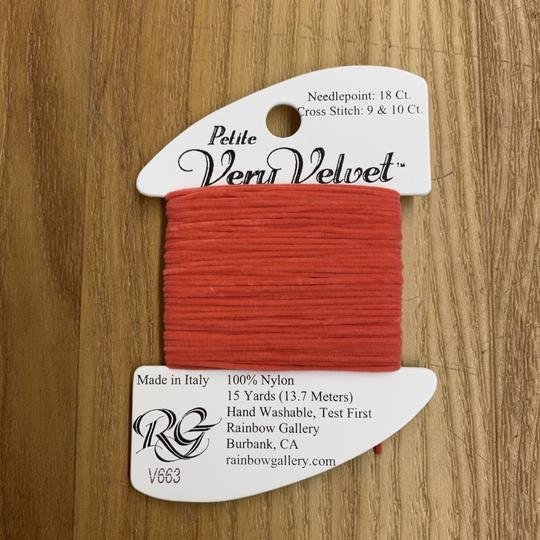 Needlepoint: 18 Ct.
Cross Stitch: 9 & 10 Ct.
Petite
Very Velvet™
Made in Italy
100% Nylon
15 Yards (13.7 Meters)
Hand Washable, Test First
Rainbow Gallery
Burbank, CA
rainbowgallery.com
RG
V663